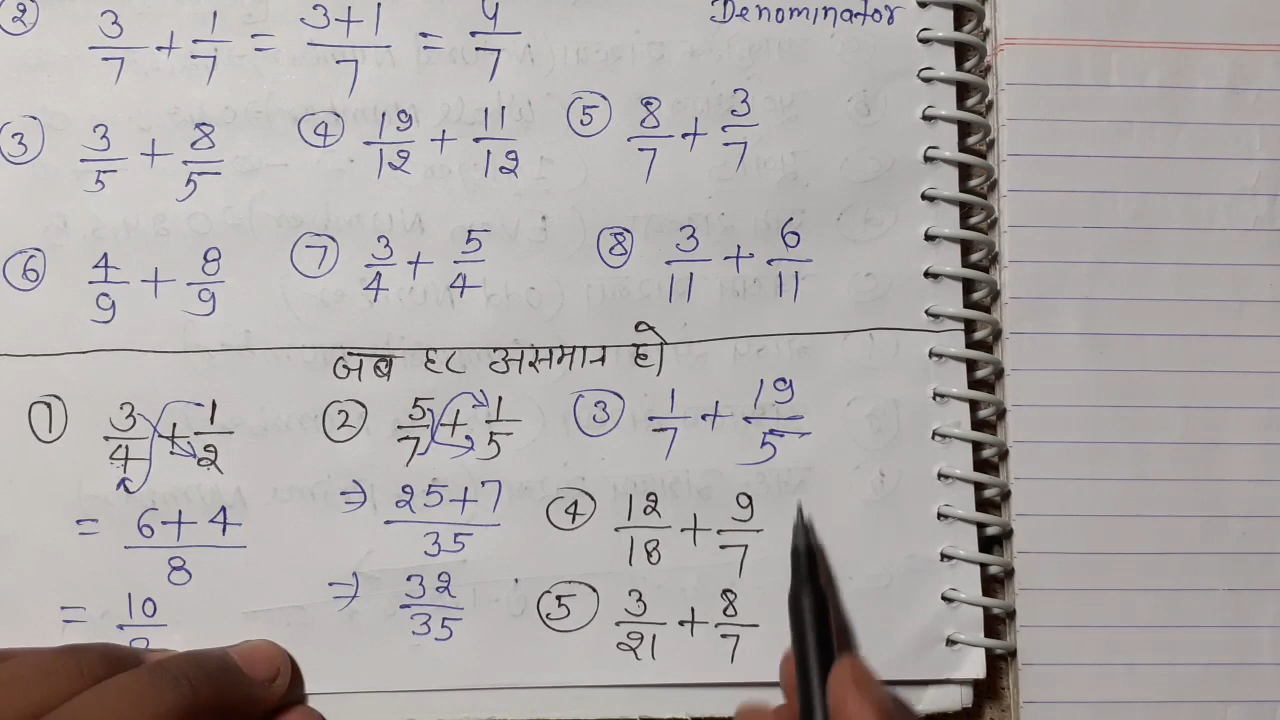 Denominator
② 3/7 + 1/7 = 3+1/7 = 4/7
③ 3/5 + 8/5 ④ 19/12 + 11/12 ⑤ 8/7 + 3/7
⑥ 4/9 + 8/9 ⑦ 3/4 + 5/4 ⑧ 3/11 + 6/11
जब हर असमान हो
① 3/4 + 1/2
= 6+4/8
= 10
② 5/7 + 1/5
⇒ 25+7/35
⇒ 32/35
③ 1/7 + 19/5
④ 12/18 + 9/7
⑤ 3/21 + 8/7